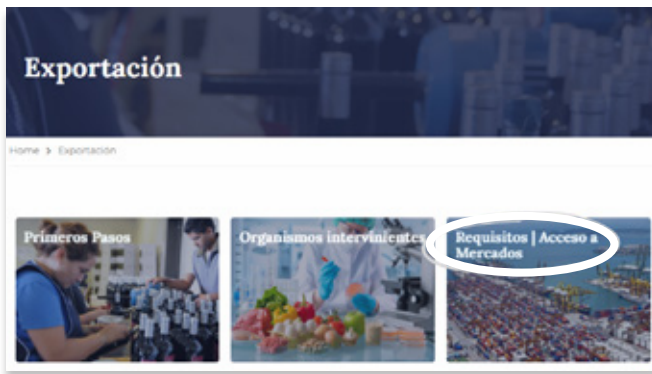 Exportación
Home > Exportación
Primeros Pasos
Organismos intervinientes
Requisitos | Acceso a
Mercados